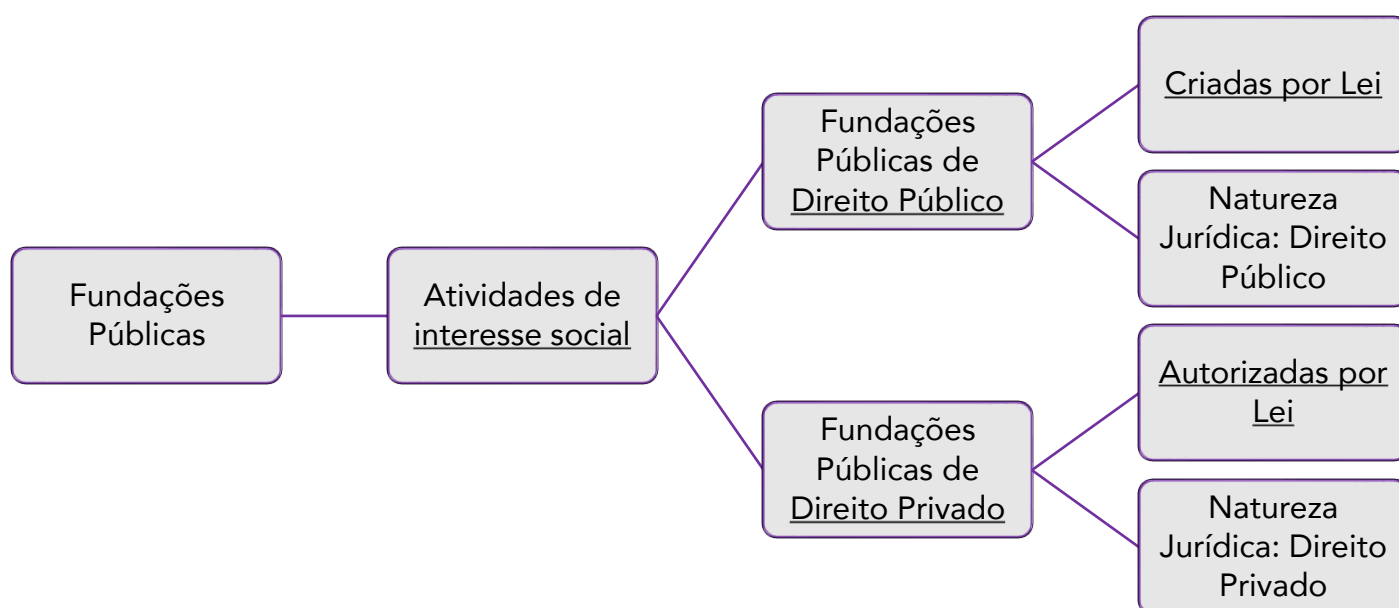 Fundações
Públicas
Atividades de
interesse social
Fundações
Públicas de
Direito Público
Criadas por Lei
Natureza
Jurídica: Direito
Público
Fundações
Públicas de
Direito Privado
Autorizadas por
Lei
Natureza
Jurídica: Direito
Privado